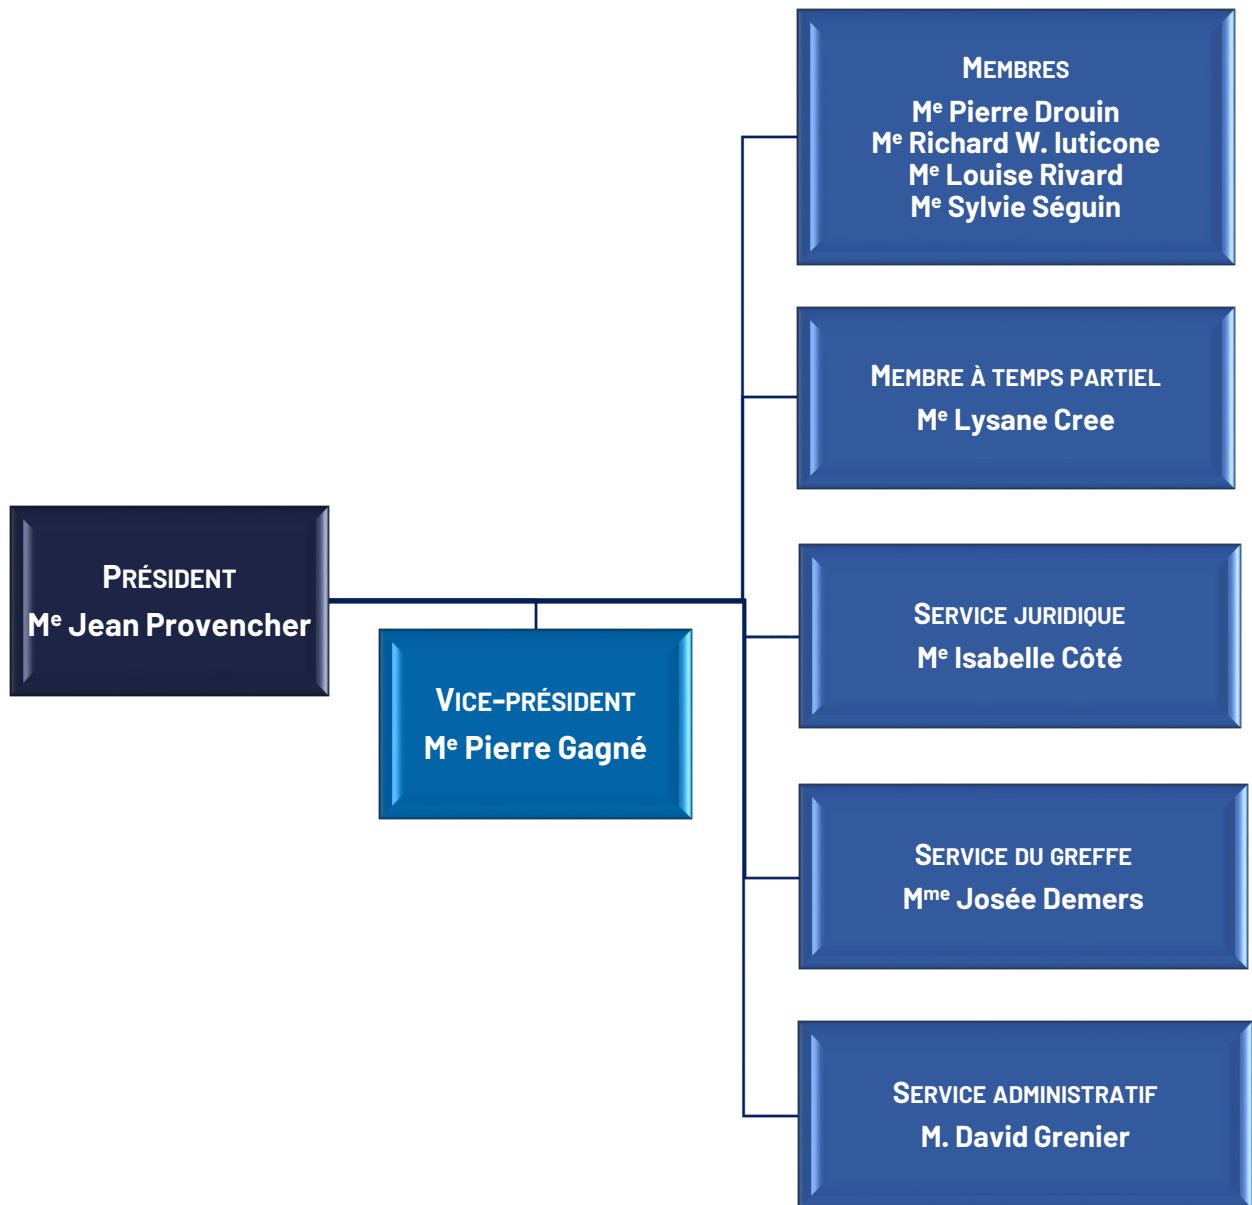 PRÉSIDENT
Me Jean Provencher
VICE-PRÉSIDENT
Me Pierre Gagné
MEMBRES
Me Pierre Drouin
Me Richard W. Iuticone
Me Louise Rivard
Me Sylvie Séguin
MEMBRE À TEMPS PARTIEL
Me Lysane Cree
SERVICE JURIDIQUE
Me Isabelle Côté
SERVICE DU GREFFE
Mme Josée Demers
SERVICE ADMINISTRATIF
M. David Grenier